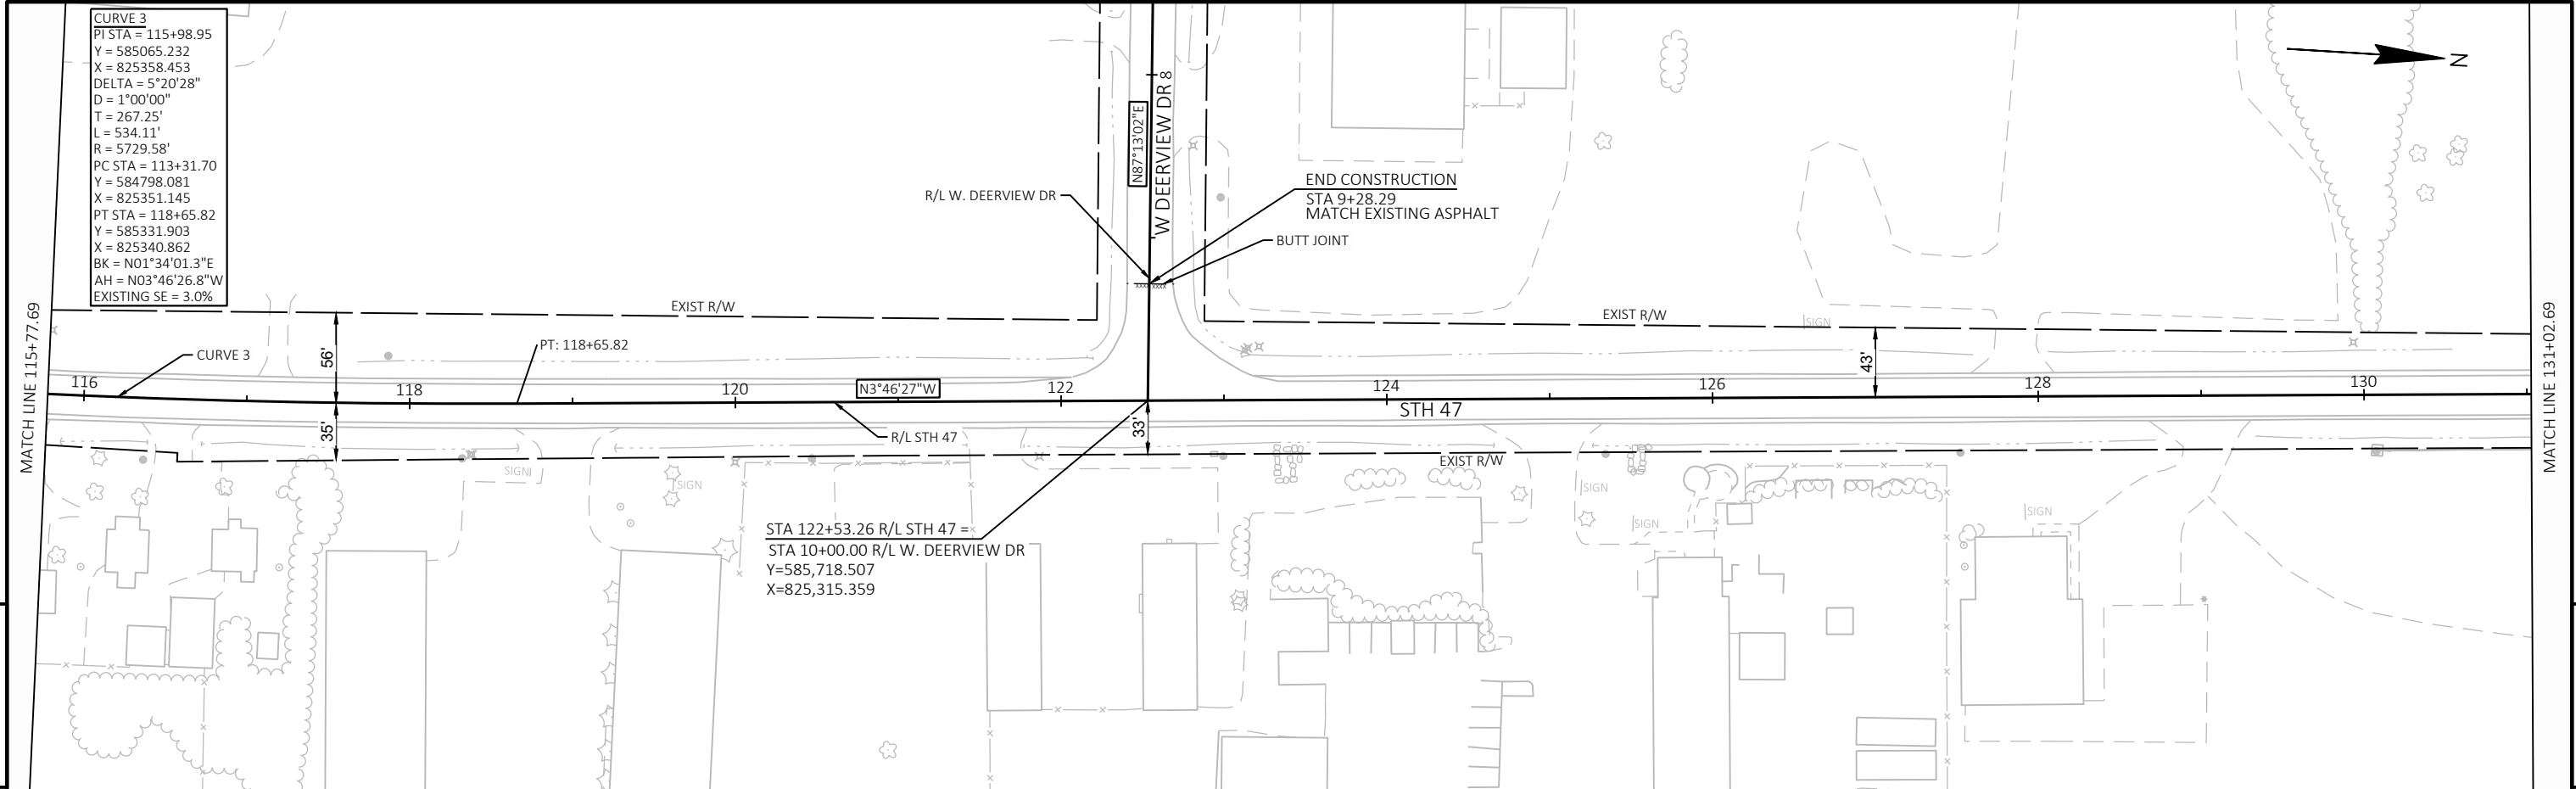 CURVE 3
PI STA = 115+98.95
Y = 585065.232
X = 825358.453
DELTA = 5°20'28"
D = 1°00'00"
T = 267.25'
L = 534.11'
R = 5729.58'
PC STA = 113+31.70
Y = 584798.081
X = 825351.145
PT STA = 118+65.82
Y = 585331.903
X = 825340.862
BK = N01°34'01.3"E
AH = N03°46'26.8"W
EXISTING SE = 3.0%
N
8
W DEERVIEW DR
N87°13'02"E
R/L W. DEERVIEW DR
END CONSTRUCTION
STA 9+28.29
MATCH EXISTING ASPHALT
BUTT JOINT
MATCH LINE 115+77.69
EXIST R/W
EXIST R/W
SIGN
MATCH LINE 131+02.69
CURVE 3
56'
PT: 118+65.82
43'
116
118
120
N3°46'27"W
122
124
126
128
130
STH 47
35'
R/L STH 47
33'
EXIST R/W
SIGN
SIGN
SIGN
SIGN
SIGN
STA 122+53.26 R/L STH 47 =
STA 10+00.00 R/L W. DEERVIEW DR
Y=585,718.507
X=825,315.359